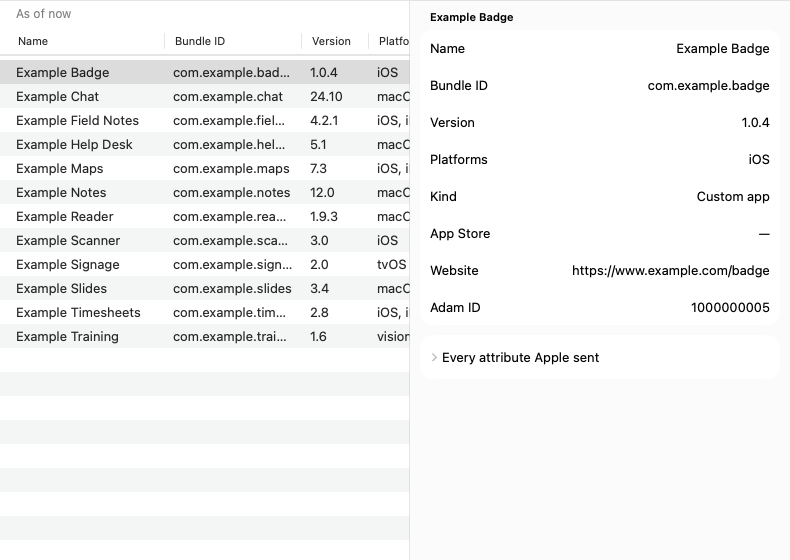 As of now
Name Bundle ID Version Platfo
Example Badge com.example.bad... 1.0.4 iOS
Example Chat com.example.chat 24.10 macO
Example Field Notes com.example.fiel... 4.2.1 iOS, i
Example Help Desk com.example.hel... 5.1 macO
Example Maps com.example.maps 7.3 iOS, i
Example Notes com.example.notes 12.0 macO
Example Reader com.example.rea... 1.9.3 macO
Example Scanner com.example.sca... 3.0 iOS
Example Signage com.example.sign... 2.0 tvOS
Example Slides com.example.slides 3.4 macO
Example Timesheets com.example.tim... 2.8 iOS, i
Example Training com.example.trai... 1.6 vision
Example Badge
Name Example Badge
Bundle ID com.example.badge
Version 1.0.4
Platforms iOS
Kind Custom app
App Store —
Website https://www.example.com/badge
Adam ID 1000000005
Every attribute Apple sent